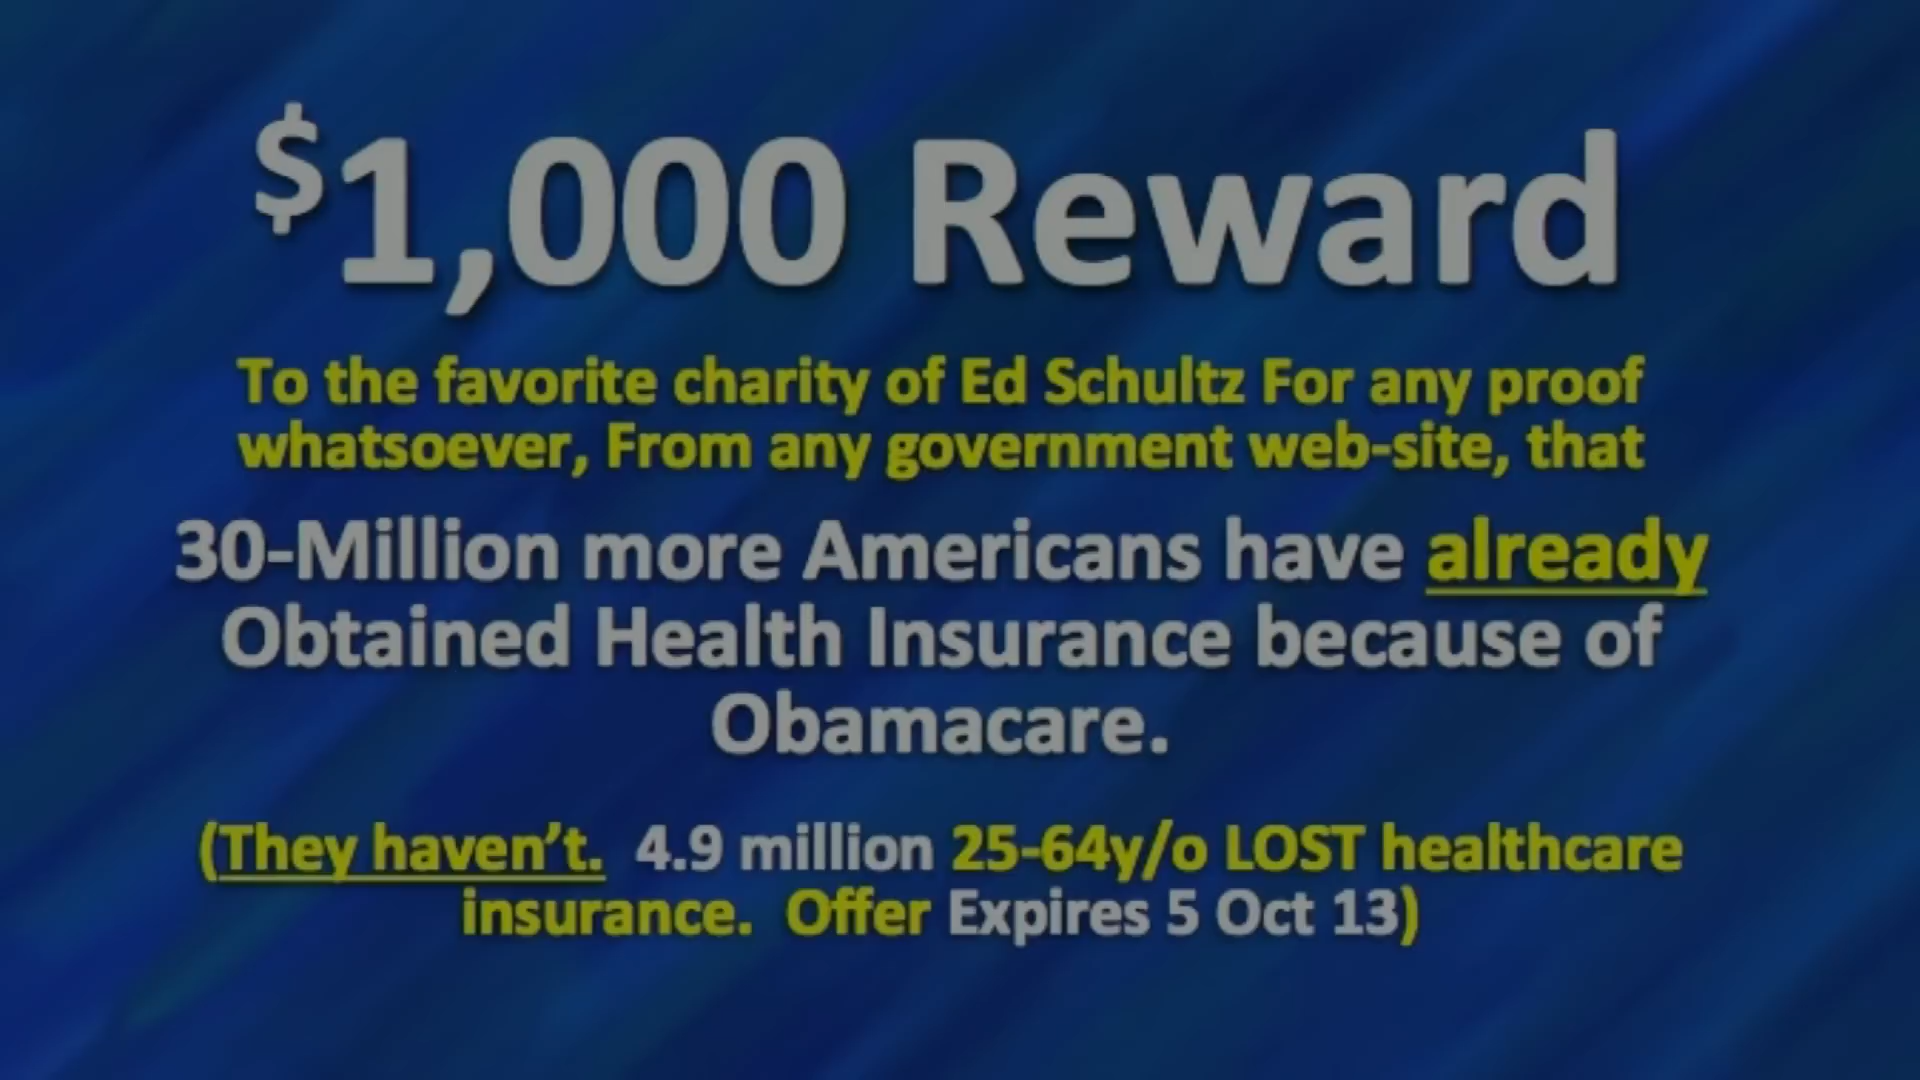 $1,000 Reward
To the favorite charity of Ed Schultz For any proof
whatsoever, From any government web-site, that
30-Million more Americans have already
Obtained Health Insurance because of
Obamacare.
(They haven't.  4.9 million 25-64y/o LOST healthcare
insurance.  Offer Expires 5 Oct 13)